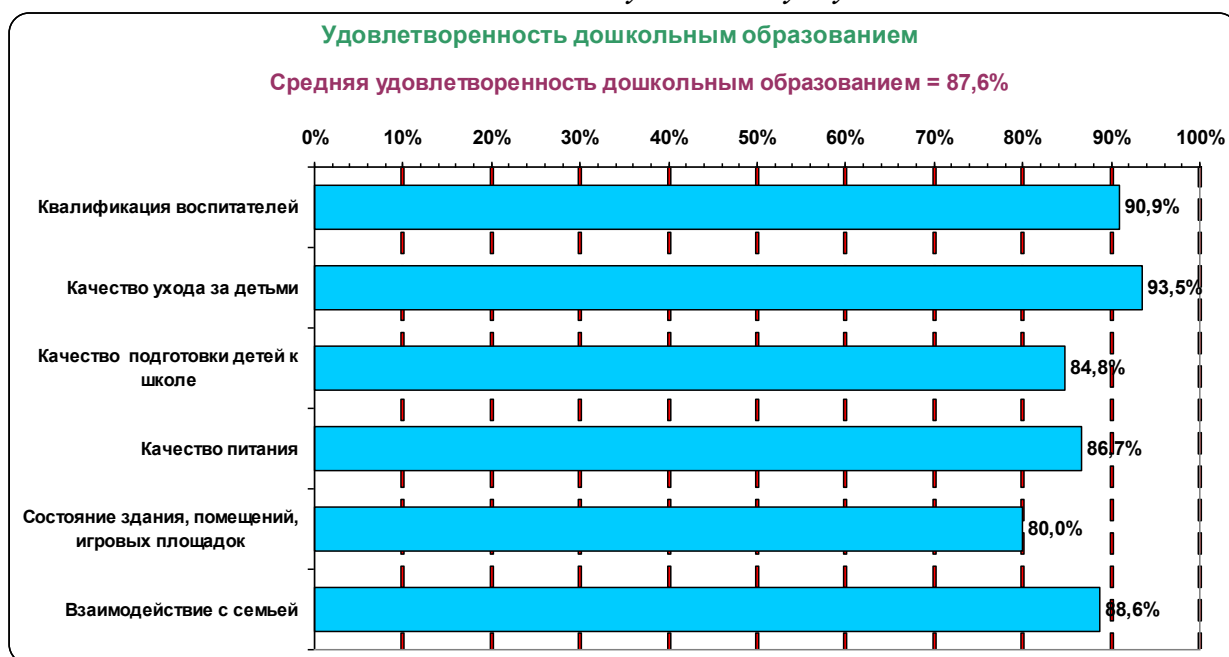 Удовлетворенность дошкольным образованием
Средняя удовлетворенность дошкольным образованием = 87,6%
0% 10% 20% 30% 40% 50% 60% 70% 80% 90% 100%
Квалификация воспитателей 90,9%
Качество ухода за детьми 93,5%
Качество подготовки детей к
школе 84,8%
Качество питания 86,7%
Состояние здания, помещений,
игровых площадок 80,0%
Взаимодействие с семьей 88,6%